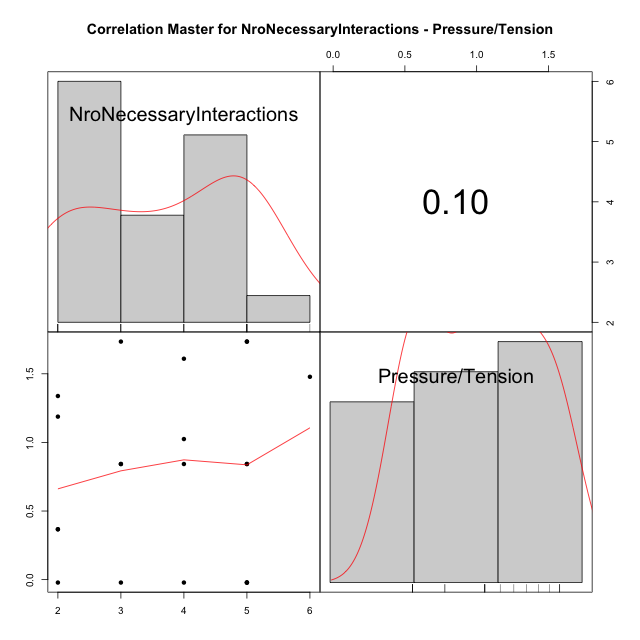 Correlation Master for NroNecessaryInteractions - Pressure/Tension
0.0 0.5 1.0 1.5
NroNecessaryInteractions
0.10
6
5
4
3
2
Pressure/Tension
1.5
1.0
0.5
0.0
2 3 4 5 6